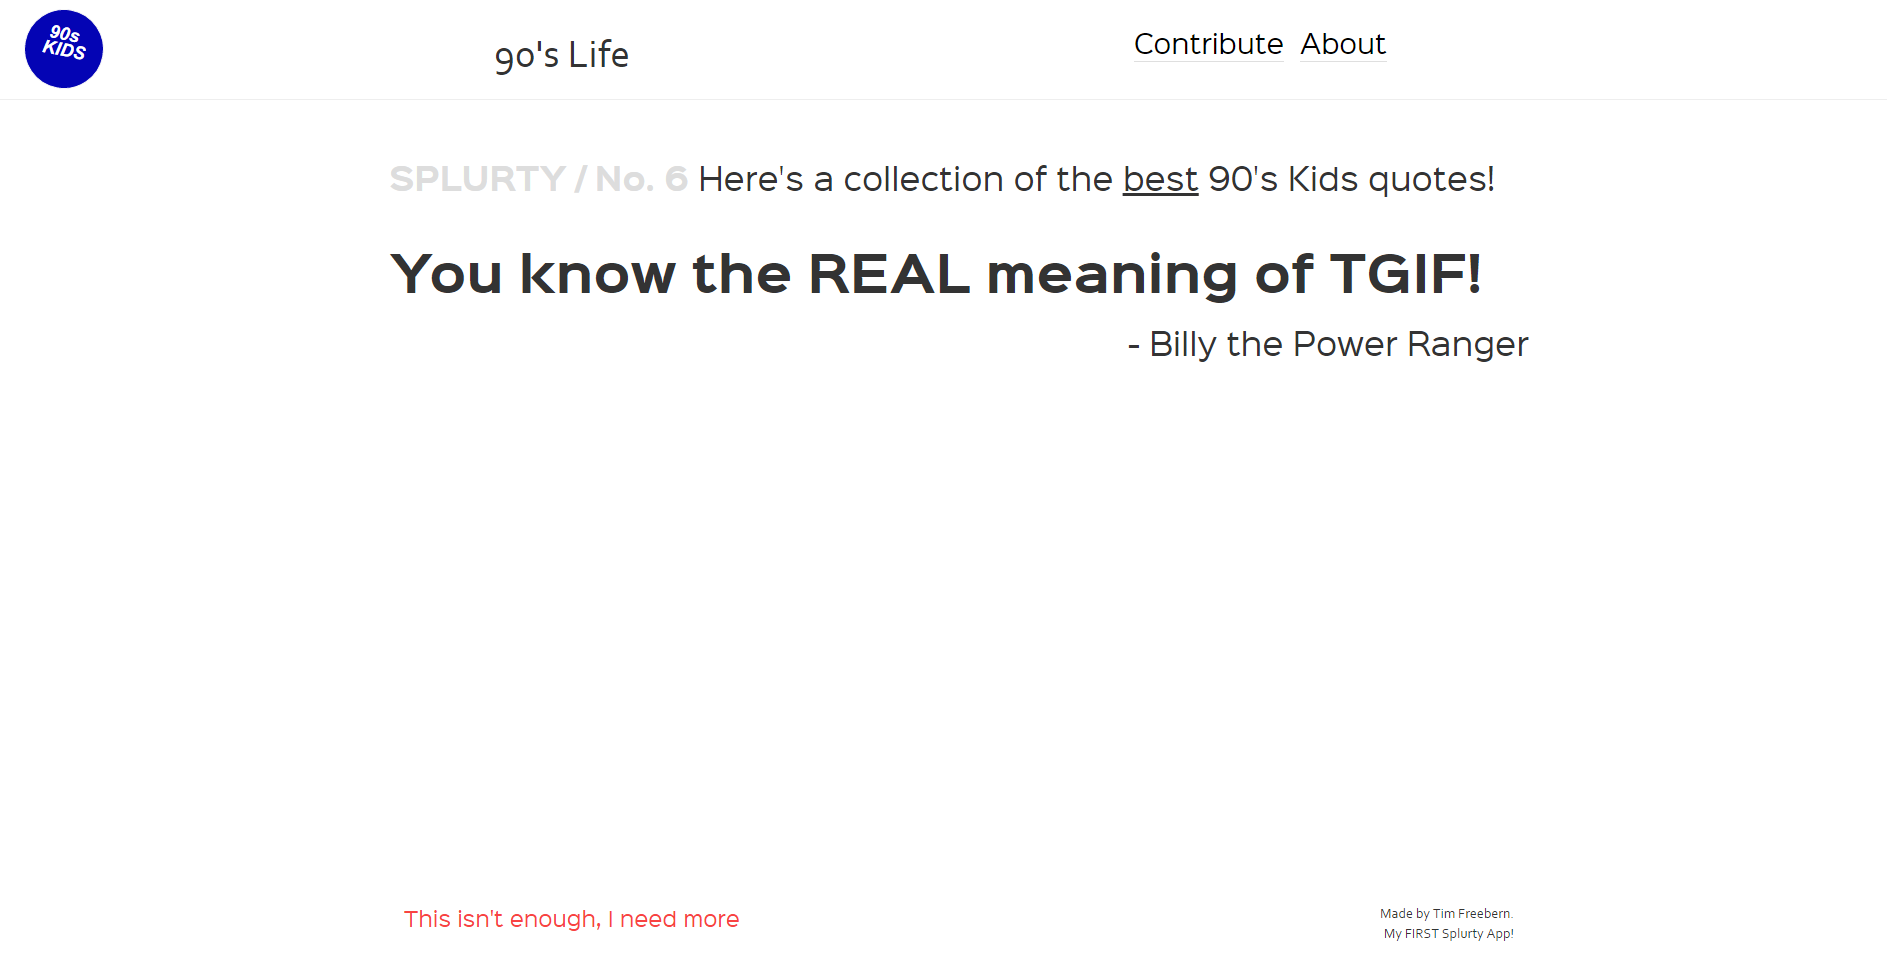 90s
KIDS
90's Life
Contribute About
SPLURTY / No. 6 Here's a collection of the best 90's Kids quotes!
You know the REAL meaning of TGIF!
- Billy the Power Ranger
This isn't enough, I need more
Made by Tim Freebern.
My FIRST Splurty App!